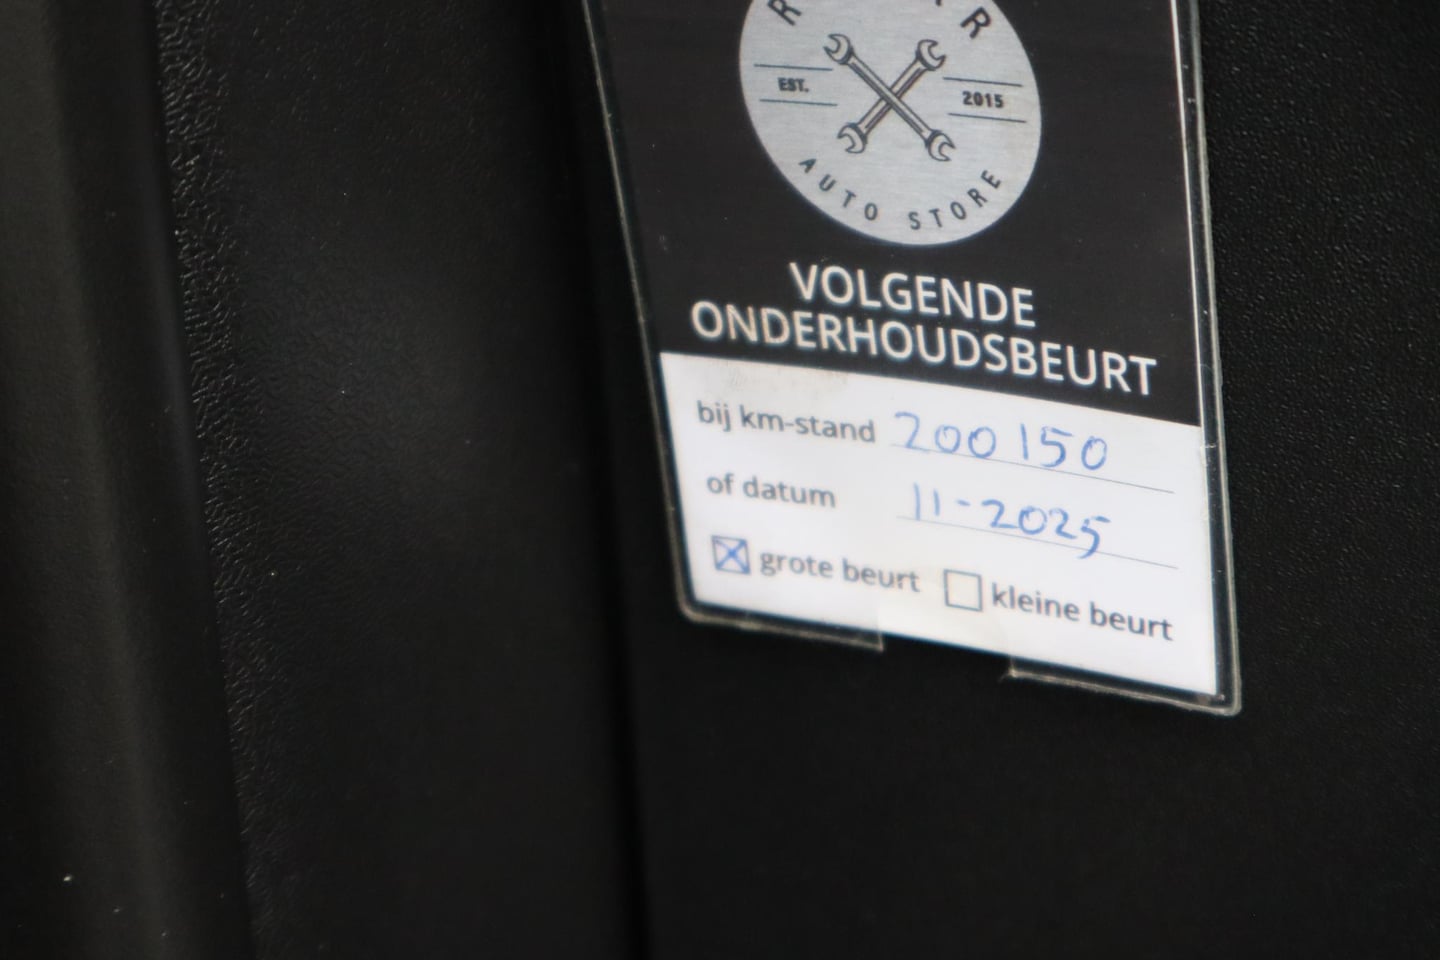 EST. 2015
AUTO STORE
VOLGENDE
ONDERHOUDSBEURT
bij km-stand 200150
of datum 11-2025
grote beurt kleine beurt